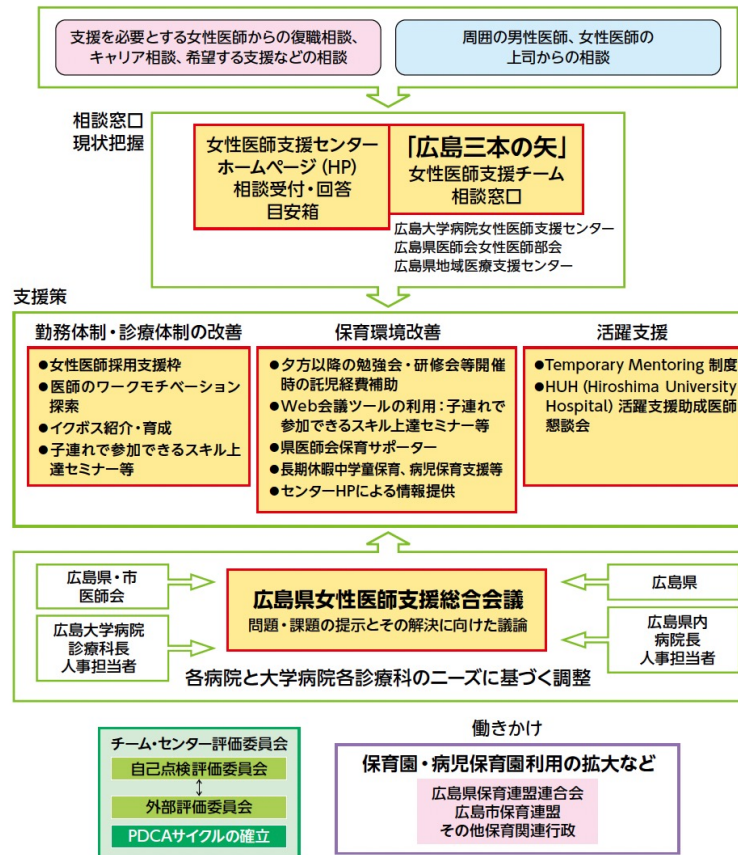 支援を必要とする女性医師からの復職相談、
キャリア相談、希望する支援などの相談
周囲の男性医師、女性医師の
上司からの相談
相談窓口
現状把握
女性医師支援センター
ホームページ(HP)
相談受付・回答
目安箱
「広島三本の矢」
女性医師支援チーム
相談窓口
広島大学病院女性医師支援センター
広島県医師会女性医師部会
広島県地域医療支援センター
支援策
勤務体制・診療体制の改善
●女性医師採用支援枠
●医師のワークモチベーション
探索
●イクボス紹介・育成
●子連れで参加できるスキル上
達セミナー等
保育環境改善
●夕方以降の勉強会・研修会等開催
時の託児経費補助
●Web会議ツールの利用:子連れで
参加できるスキル上達セミナー等
●県医師会保育サポーター
●長期休暇中学童保育、病児保育支援等
●センターHPによる情報提供
活躍支援
●Temporary Mentoring 制度
●HUH (Hiroshima University
Hospital) 活躍支援助成医師
懇談会
広島県・市
医師会
広島大学病院
診療科長
人事担当者
広島県女性医師支援総合会議
問題・課題の提示とその解決に向けた議論
広島県
広島県内
病院長
人事担当者
各病院と大学病院各診療科のニーズに基づく調整
チーム・センター評価委員会
自己点検評価委員会
外部評価委員会
PDCAサイクルの確立
働きかけ
保育園・病児保育園利用の拡大など
広島県保育連盟連合会
広島市保育連盟
その他保育関連行政